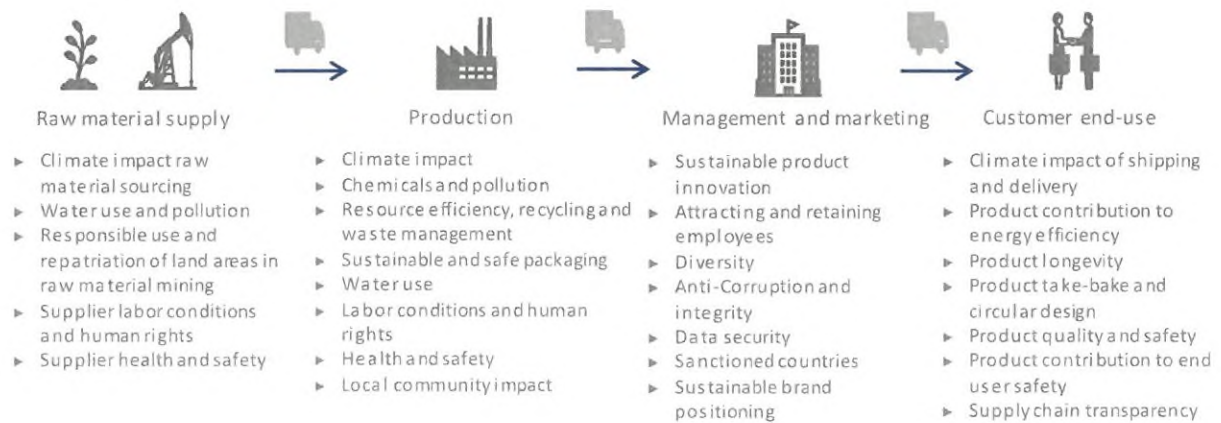 Raw material supply
► Climate impact raw
material sourcing
► Water use and pollution
► Responsible use and
repatriation of land areas in
raw material mining
► Supplier labor conditions
and human rights
► Supplier health and safety
Production
► Climate impact
► Chemicals and pollution
► Resource efficiency, recycling and
waste management
► Sustainable and safe packaging
► Water use
► Labor conditions and human
rights
► Health and safety
► Local community impact
Management and marketing
► Sustainable product
innovation
► Attracting and retaining
employees
► Diversity
► Anti-Corruption and
integrity
► Data security
► Sanctioned countries
► Sustainable brand
positioning
Customer end-use
► Climate impact of shipping
and delivery
► Product contribution to
energy efficiency
► Product longevity
► Product take-bake and
circular design
► Product quality and safety
► Product contribution to end
user safety
► Supply chain transparency